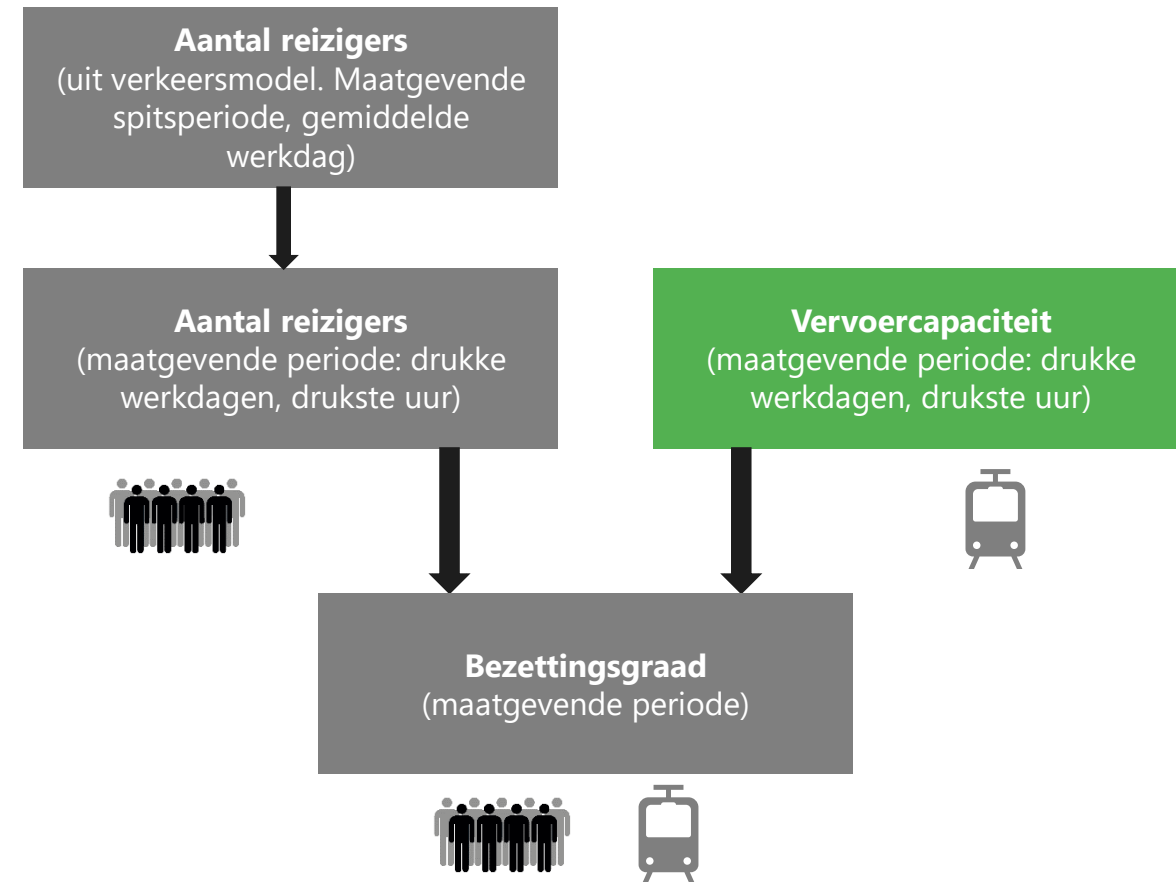 Aantal reizigers
(uit verkeersmodel. Maatgevende
spitsperiode, gemiddelde
werkdag)
Aantal reizigers
(maatgevende periode: drukke
werkdagen, drukste uur)
Vervoercapaciteit
(maatgevende periode: drukke
werkdagen, drukste uur)
Bezettingsgraad
(maatgevende periode)